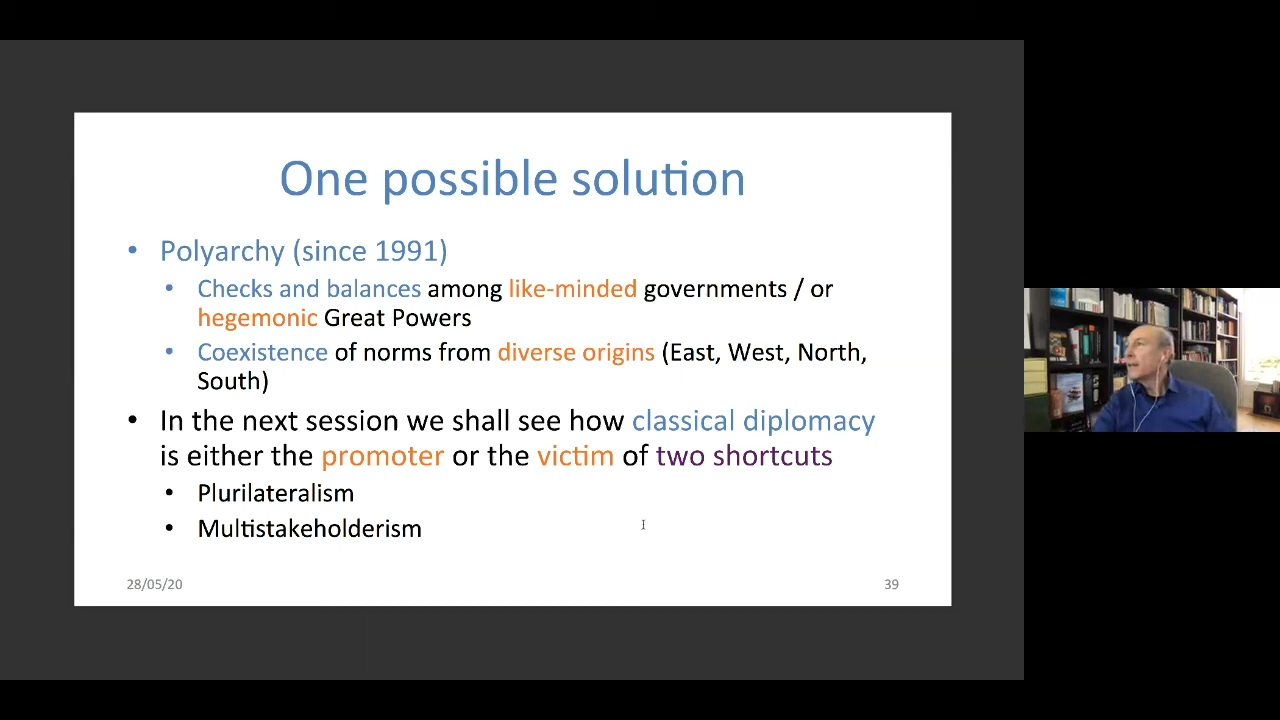 One possible solution
• Polyarchy (since 1991)
• Checks and balances among like-minded governments / or
hegemonic Great Powers
• Coexistence of norms from diverse origins (East, West, North,
South)
• In the next session we shall see how classical diplomacy
is either the promoter or the victim of two shortcuts
• Plurilateralism
• Multistakeholderism
28/05/20
39